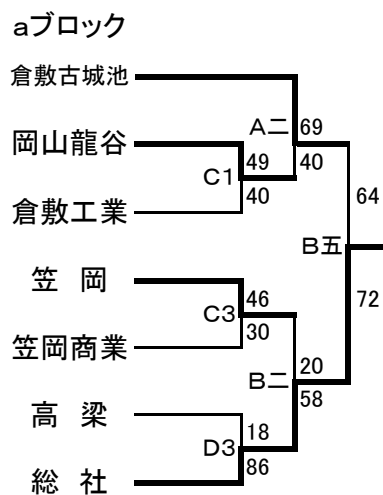 aブロック
倉敷古城池
A二 69
岡山龍谷
49 40
C1
40 64
倉敷工業
B五
笠 岡
46 72
C3
30
笠岡商業
20
B二
58
高 梁
18
D3
86
総 社